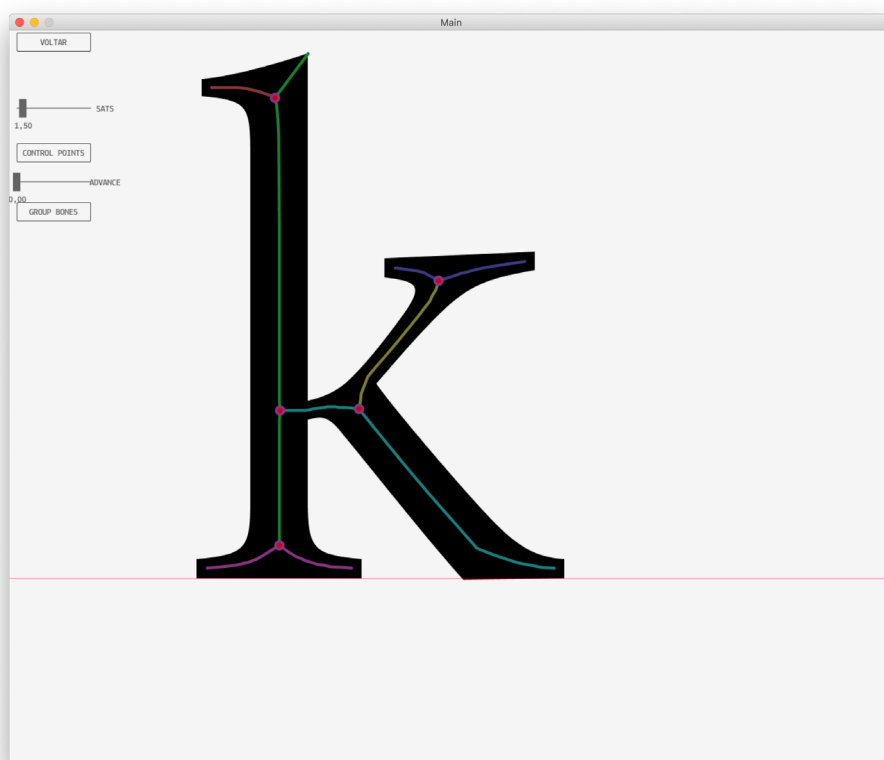 Main
VOLTAR
SATS
1,50
CONTROL POINTS
ADVANCE
0,00
GROUP BONES
k